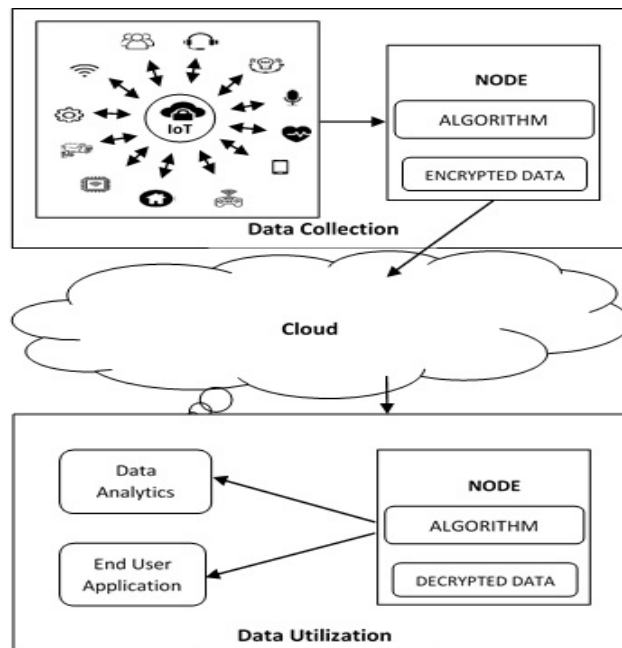 IoT
NODE
ALGORITHM
ENCRYPTED DATA
Data Collection
Cloud
Data
Analytics
End User
Application
NODE
ALGORITHM
DECRYPTED DATA
Data Utilization